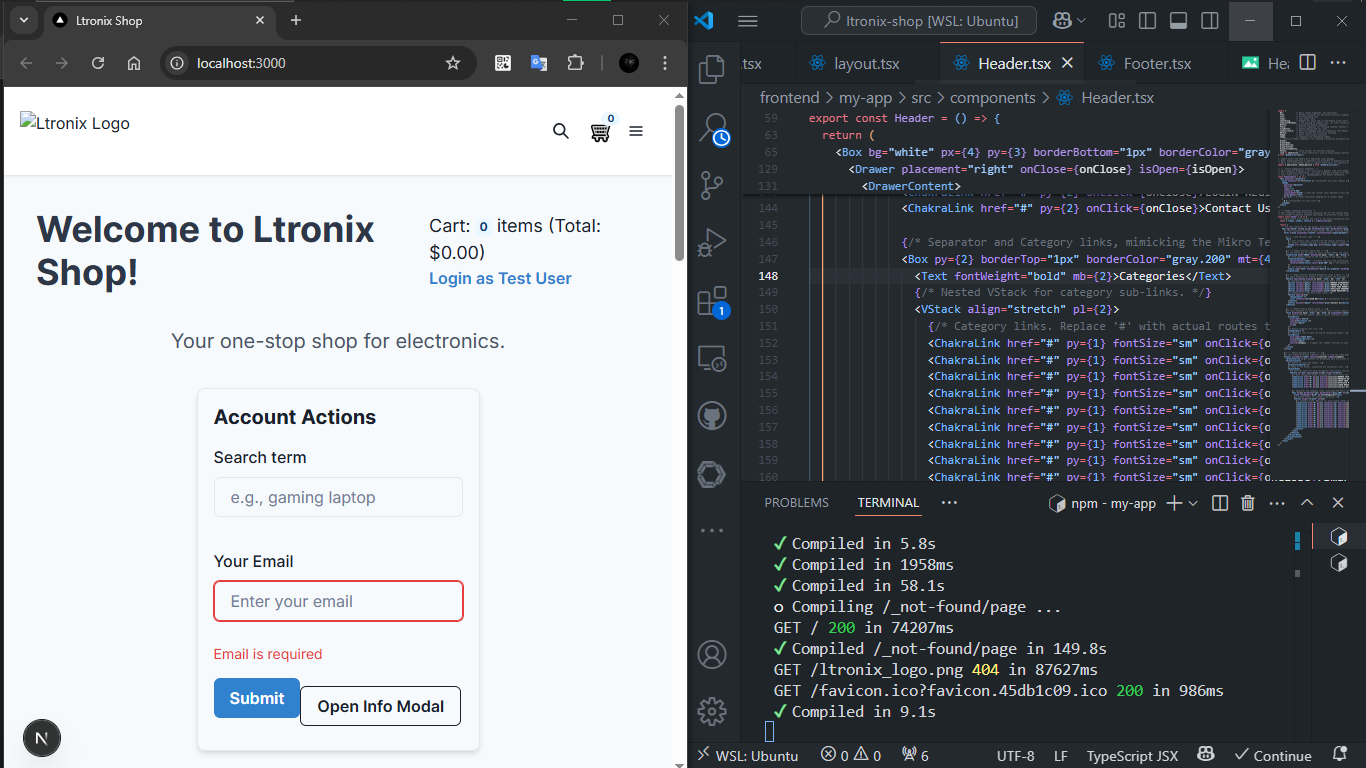 Ltronix Shop
localhost:3000
Ltronix Logo
0
Welcome to Ltronix
Shop!
Cart: 0 items (Total:
$0.00)
Login as Test User
Your one-stop shop for electronics.
Account Actions
Search term
e.g., gaming laptop
Your Email
Enter your email
Email is required
Submit
Open Info Modal
N
ltronix-shop [WSL: Ubuntu]
.tsx
layout.tsx
Header.tsx
Footer.tsx
He
frontend > my-app > src > components > Header.tsx
59 export const Header = () => {
63 return (
65 <Box bg="white" px={4} py={3} borderBottom="1px" borderColor="gray
129 <Drawer placement="right" onClose={onClose} isOpen={isOpen}>
131 <DrawerContent>
144 <ChakraLink href="#" py={2} onClick={onClose}>Contact Us
145
146 {/* Separator and Category links, mimicking the Mikro Te
147 <Box py={2} borderTop="1px" borderColor="gray.200" mt={4
148 <Text fontWeight="bold" mb={2}>Categories</Text>
149 {/* Nested VStack for category sub-links. */}
150 <VStack align="stretch" pl={2}>
151 {/* Category links. Replace '#' with actual routes t
152 <ChakraLink href="#" py={1} fontSize="sm" onClick={o
153 <ChakraLink href="#" py={1} fontSize="sm" onClick={o
154 <ChakraLink href="#" py={1} fontSize="sm" onClick={o
155 <ChakraLink href="#" py={1} fontSize="sm" onClick={o
156 <ChakraLink href="#" py={1} fontSize="sm" onClick={o
157 <ChakraLink href="#" py={1} fontSize="sm" onClick={o
158 <ChakraLink href="#" py={1} fontSize="sm" onClick={o
159 <ChakraLink href="#" py={1} fontSize="sm" onClick={o
160 <ChakraLink href="#" py={1} fontSize="sm" onClick={o
1
PROBLEMS
TERMINAL
npm - my-app
✓ Compiled in 5.8s
✓ Compiled in 1958ms
✓ Compiled in 58.1s
○ Compiling /_not-found/page ...
GET / 200 in 74207ms
✓ Compiled /_not-found/page in 149.8s
GET /ltronix_logo.png 404 in 87627ms
GET /favicon.ico?favicon.45db1c09.ico 200 in 986ms
✓ Compiled in 9.1s
WSL: Ubuntu
0
0
6
UTF-8
LF
TypeScript JSX
Continue